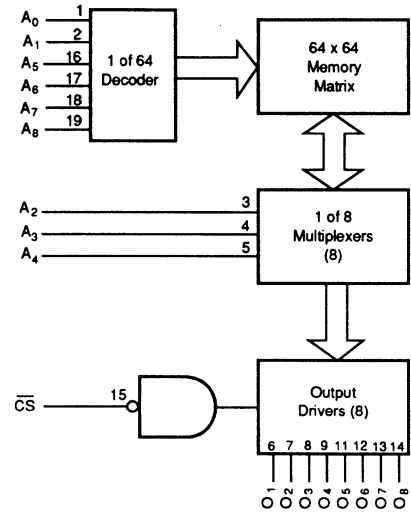 A0 1
A1 2
A5 16
A6 17
A7 18
A8 19
1 of 64
Decoder
64 x 64
Memory
Matrix
A2 3
A3 4
A4 5
1 of 8
Multiplexers
(8)
CS 15
Output
Drivers (8)
6 7 8 9 11 12 13 14
O1 O2 O3 O4 O5 O6 O7 O8